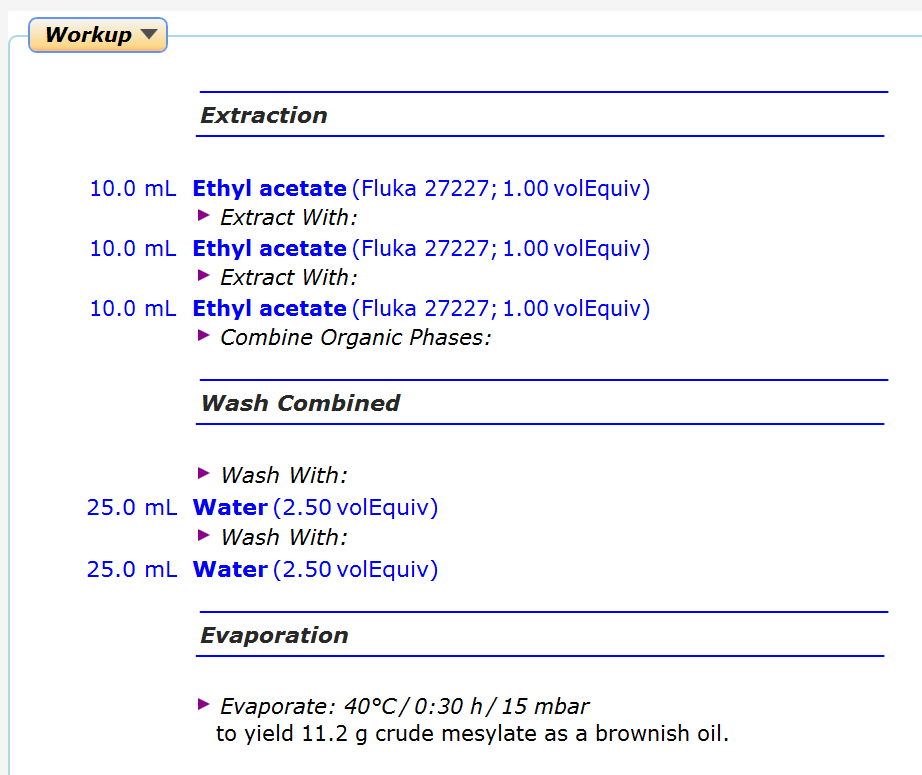 Workup
Extraction
10.0 mL Ethyl acetate (Fluka 27227; 1.00 volEquiv)
Extract With:
10.0 mL Ethyl acetate (Fluka 27227; 1.00 volEquiv)
Extract With:
10.0 mL Ethyl acetate (Fluka 27227; 1.00 volEquiv)
Combine Organic Phases:
Wash Combined
Wash With:
25.0 mL Water (2.50 volEquiv)
Wash With:
25.0 mL Water (2.50 volEquiv)
Evaporation
Evaporate: 40°C / 0:30 h / 15 mbar
to yield 11.2 g crude mesylate as a brownish oil.